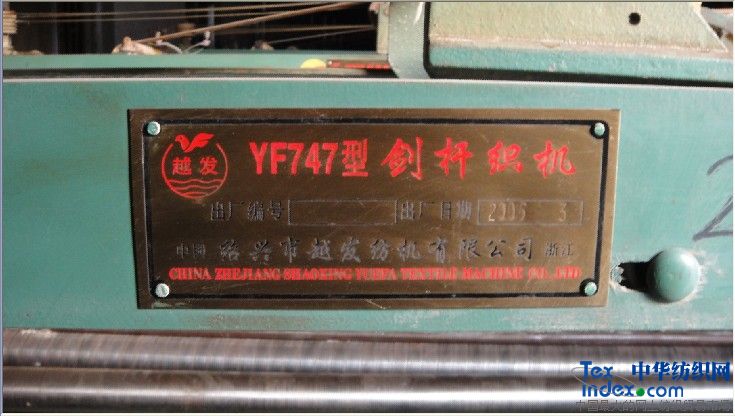 越发
YF747型 剑杆织机
出厂编号 出厂日期 2006 3
中国 绍兴市越发纺机有限公司 浙江
CHINA ZHEJIANG SHAOXING YUEFA TEXTILE MACHINE CO., LTD
2
Tex 中华纺织网
index.com